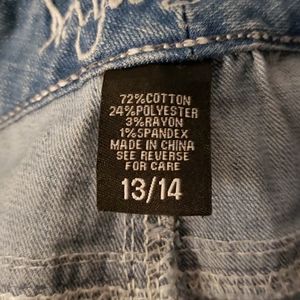 72%COTTON
24%POLYESTER
3%RAYON
1%SPANDEX
MADE IN CHINA
SEE REVERSE
FOR CARE
13/14